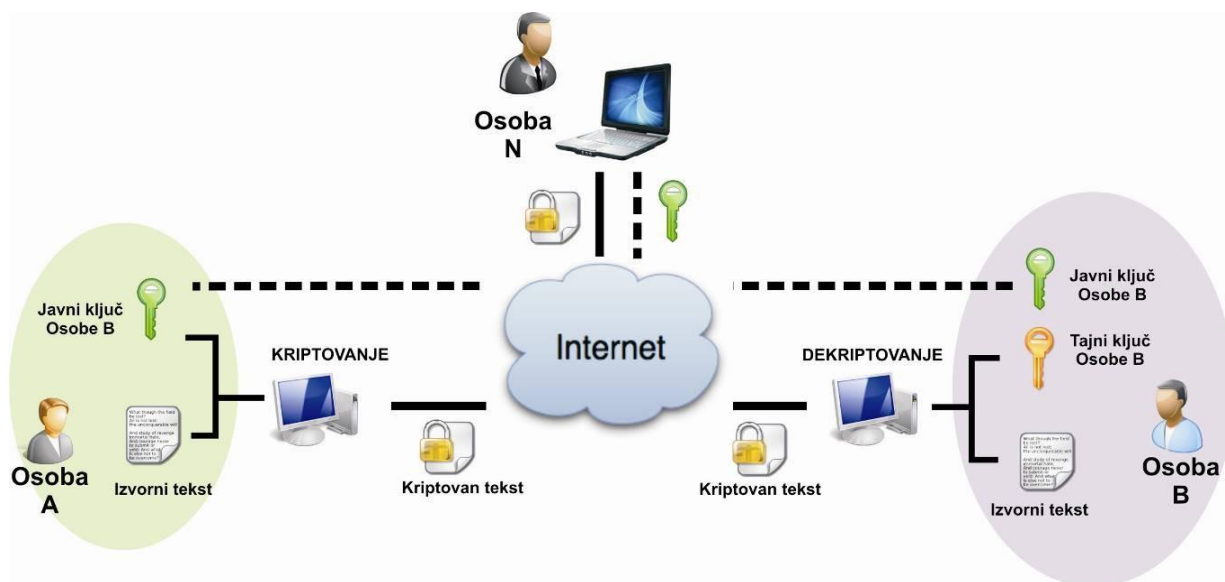 Osoba
N
Javni ključ
Osobe B
KRIPTOVANJE
Internet
DEKRIPTOVANJE
Javni ključ
Osobe B
Tajni ključ
Osobe B
Osoba
A
Izvorni tekst
Kriptovan tekst
Kriptovan tekst
Izvorni tekst
Osoba
B